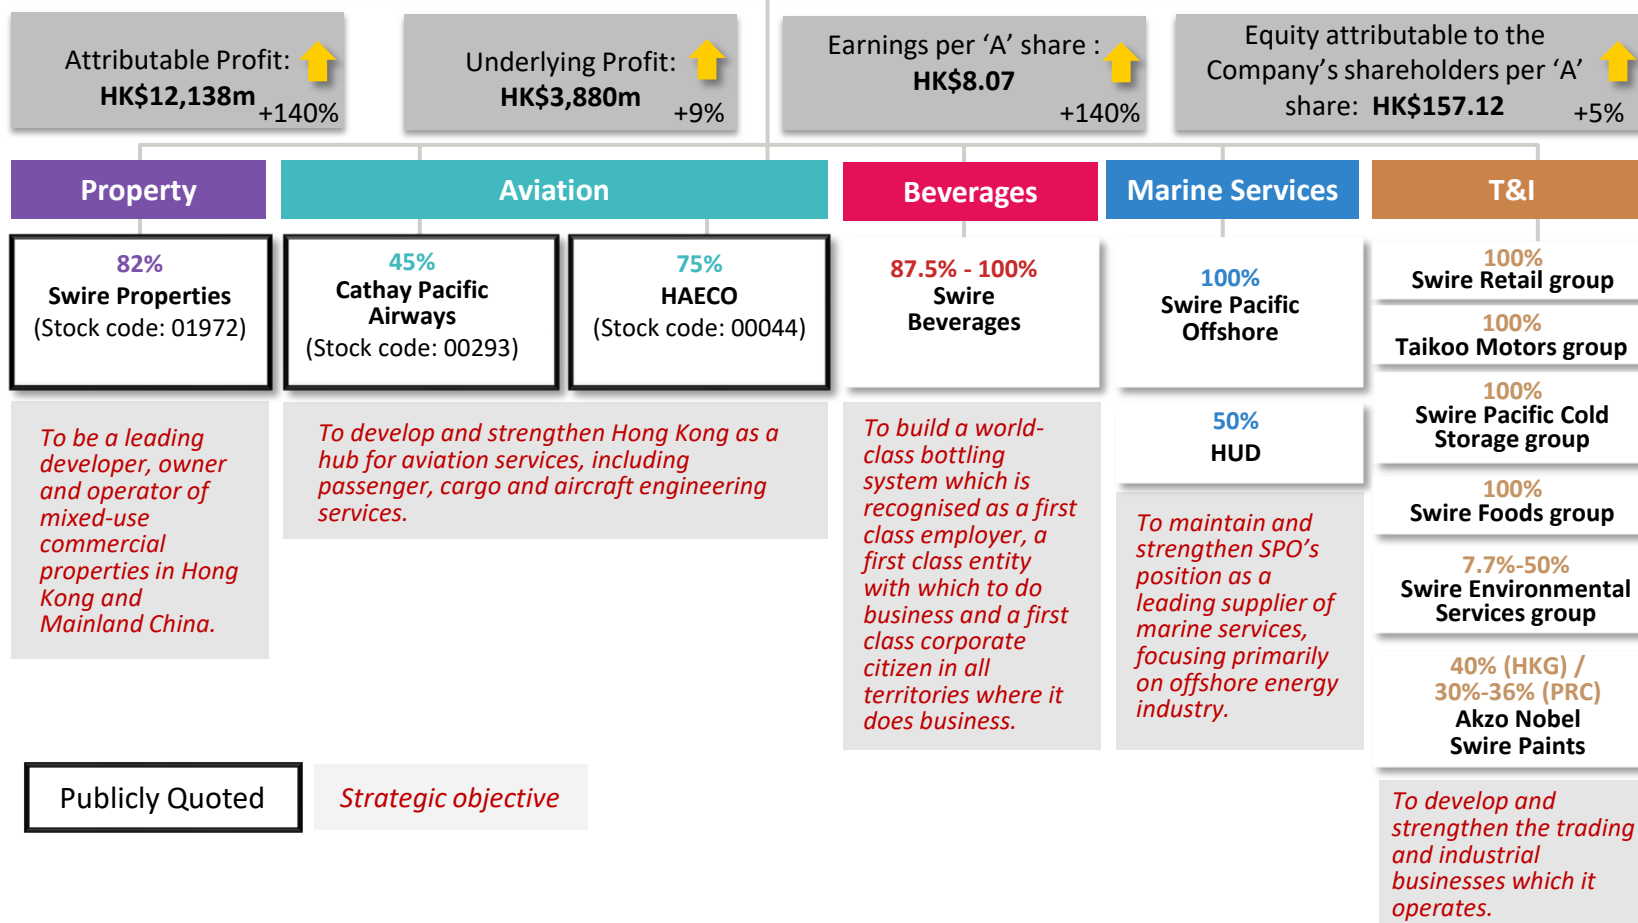 Attributable Profit:
HK$12,138m
+140%
Underlying Profit:
HK$3,880m
+9%
Earnings per ‘A’ share :
HK$8.07
+140%
Equity attributable to the
Company’s shareholders per ‘A’
share: HK$157.12
+5%
Property
Aviation
Beverages
Marine Services
T&I
82%
Swire Properties
(Stock code: 01972)
45%
Cathay Pacific
Airways
(Stock code: 00293)
75%
HAECO
(Stock code: 00044)
87.5% - 100%
Swire
Beverages
100%
Swire Pacific
Offshore
50%
HUD
100%
Swire Retail group
100%
Taikoo Motors group
100%
Swire Pacific Cold
Storage group
100%
Swire Foods group
7.7%-50%
Swire Environmental
Services group
40% (HKG) /
30%-36% (PRC)
Akzo Nobel
Swire Paints
To be a leading
developer, owner
and operator of
mixed-use
commercial
properties in Hong
Kong and
Mainland China.
To develop and strengthen Hong Kong as a
hub for aviation services, including
passenger, cargo and aircraft engineering
services.
To build a world-
class bottling
system which is
recognised as a first
class employer, a
first class entity
with which to do
business and a first
class corporate
citizen in all
territories where it
does business.
To maintain and
strengthen SPO’s
position as a
leading supplier of
marine services,
focusing primarily
on offshore energy
industry.
To develop and
strengthen the trading
and industrial
businesses which it
operates.
Publicly Quoted
Strategic objective